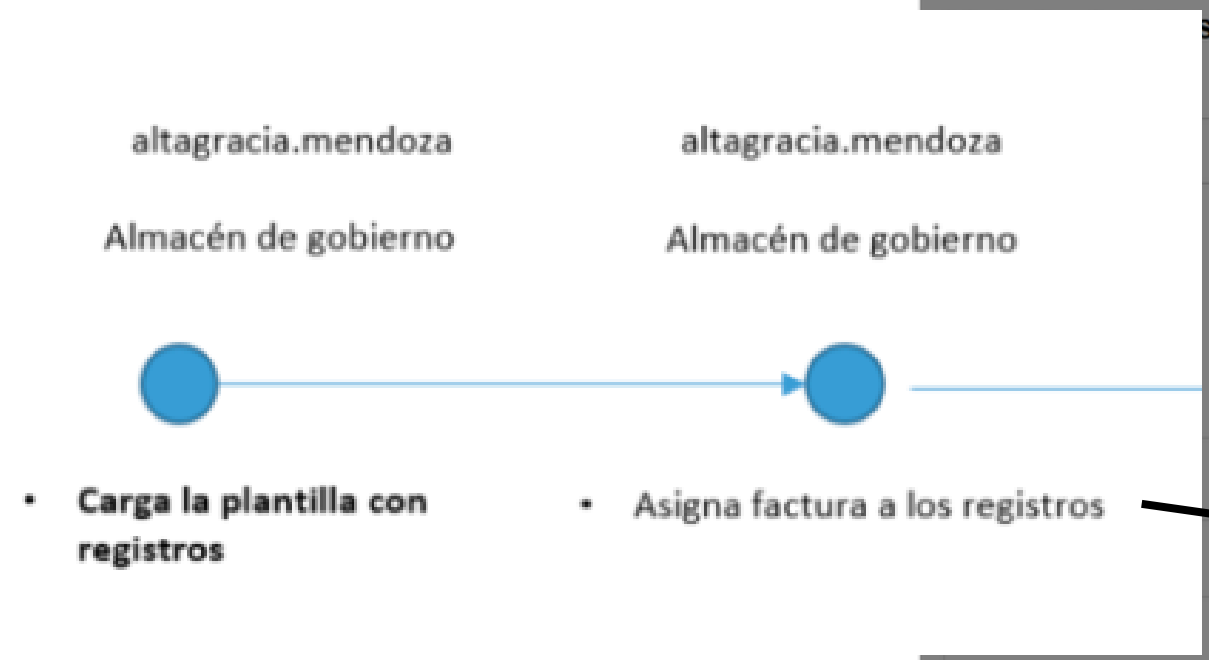 altagracia.mendoza
altagracia.mendoza
Almacén de gobierno
Almacén de gobierno
• Carga la plantilla con
registros
• Asigna factura a los registros